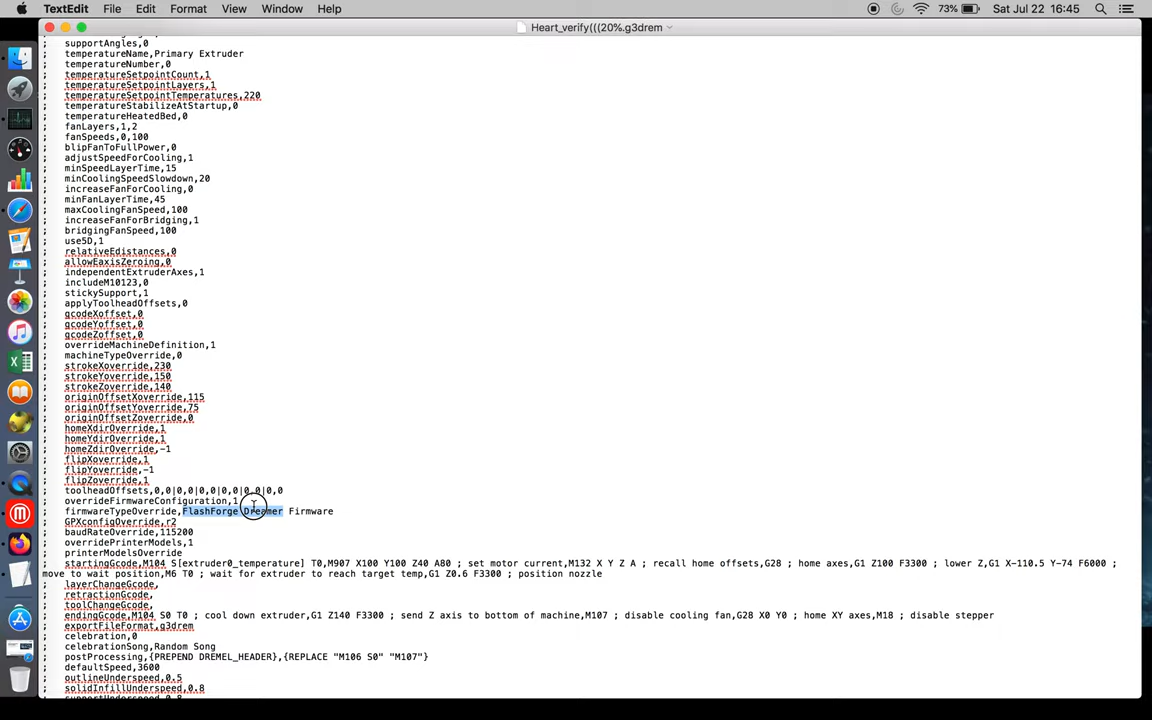 TextEdit File Edit Format View Window Help 73% Sat Jul 22 16:45
Heart_verify(((20%.g3drem
; supportAngles,0
; temperatureName,Primary Extruder
; temperatureNumber,0
; temperatureSetpointCount,1
; temperatureSetpointLayers,1
; temperatureSetpointTemperatures,220
; temperatureStabilizeAtStartup,0
; temperatureHeatedBed,0
; fanLayers,1,2
; fanSpeeds,0,100
; blipFanToFullPower,0
; adjustSpeedForCooling,1
; minSpeedLayerTime,15
; minCoolingSpeedSlowdown,20
; increaseFanForCooling,0
; minFanLayerTime,45
; maxCoolingFanSpeed,100
; increaseFanForBridging,1
; bridgingFanSpeed,100
; use5D,1
; relativeEdistances,0
; allowEaxisZeroing,0
; independentExtruderAxes,1
; includeM10123,0
; stickySupport,1
; applyToolheadOffsets,0
; gcodeXoffset,0
; gcodeYoffset,0
; gcodeZoffset,0
; overrideMachineDefinition,1
; machineTypeOverride,0
; strokeXoverride,230
; strokeYoverride,150
; strokeZoverride,140
; originOffsetXoverride,115
; originOffsetYoverride,75
; originOffsetZoverride,0
; homeXdirOverride,1
; homeYdirOverride,1
; homeZdirOverride,-1
; flipXoverride,1
; flipYoverride,-1
; flipZoverride,1
; toolheadOffsets,0,0|0,0|0,0|0,0|0,0|0,0
; overrideFirmwareConfiguration,1
; firmwareTypeOverride,FlashForge Dreamer Firmware
; GPXconfigOverride,r2
; baudRateOverride,115200
; overridePrinterModels,1
; printerModelsOverride
; startingGcode,M104 S[extruder0_temperature] T0,M907 X100 Y100 Z40 A80 ; set motor current,M132 X Y Z A ; recall home offsets,G28 ; home axes,G1 Z100 F3300 ; lower Z,G1 X-110.5 Y-74 F6000 ;
move to wait position,M6 T0 ; wait for extruder to reach target temp,G1 Z0.6 F3300 ; position nozzle
; layerChangeGcode,
; retractionGcode,
; toolChangeGcode,
; endingGcode,M104 S0 T0 ; cool down extruder,G1 Z140 F3300 ; send Z axis to bottom of machine,M107 ; disable cooling fan,G28 X0 Y0 ; home XY axes,M18 ; disable stepper
; exportFileFormat,g3drem
; celebration,0
; celebrationSong,Random Song
; postProcessing,{PREPEND DREMEL_HEADER},{REPLACE "M106 S0" "M107"}
; defaultSpeed,3600
; outlineUnderspeed,0.5
; solidInfillUnderspeed,0.8
; supportUnderspeed,0.8